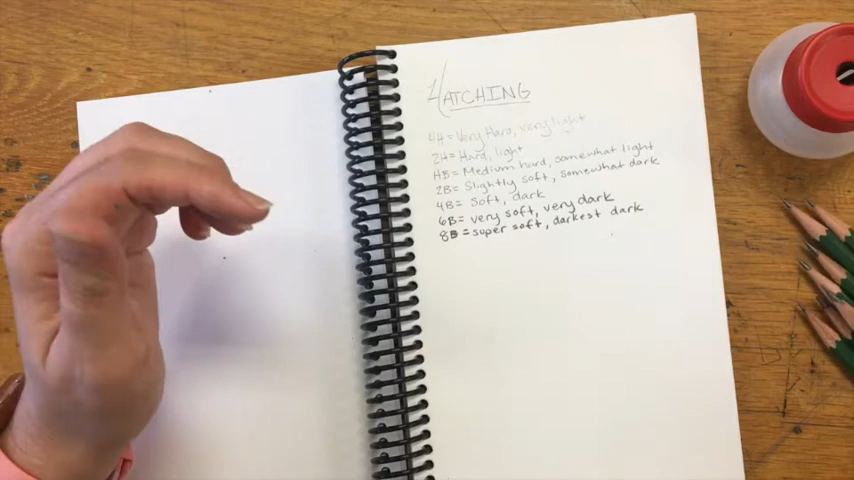 HATCHING
4H = Very Hard, very light
2H = Hard, light
HB = Medium hard, somewhat light
2B = Slightly soft, somewhat dark
4B = Soft, dark
6B = very soft, very dark
8B = super soft, darkest dark